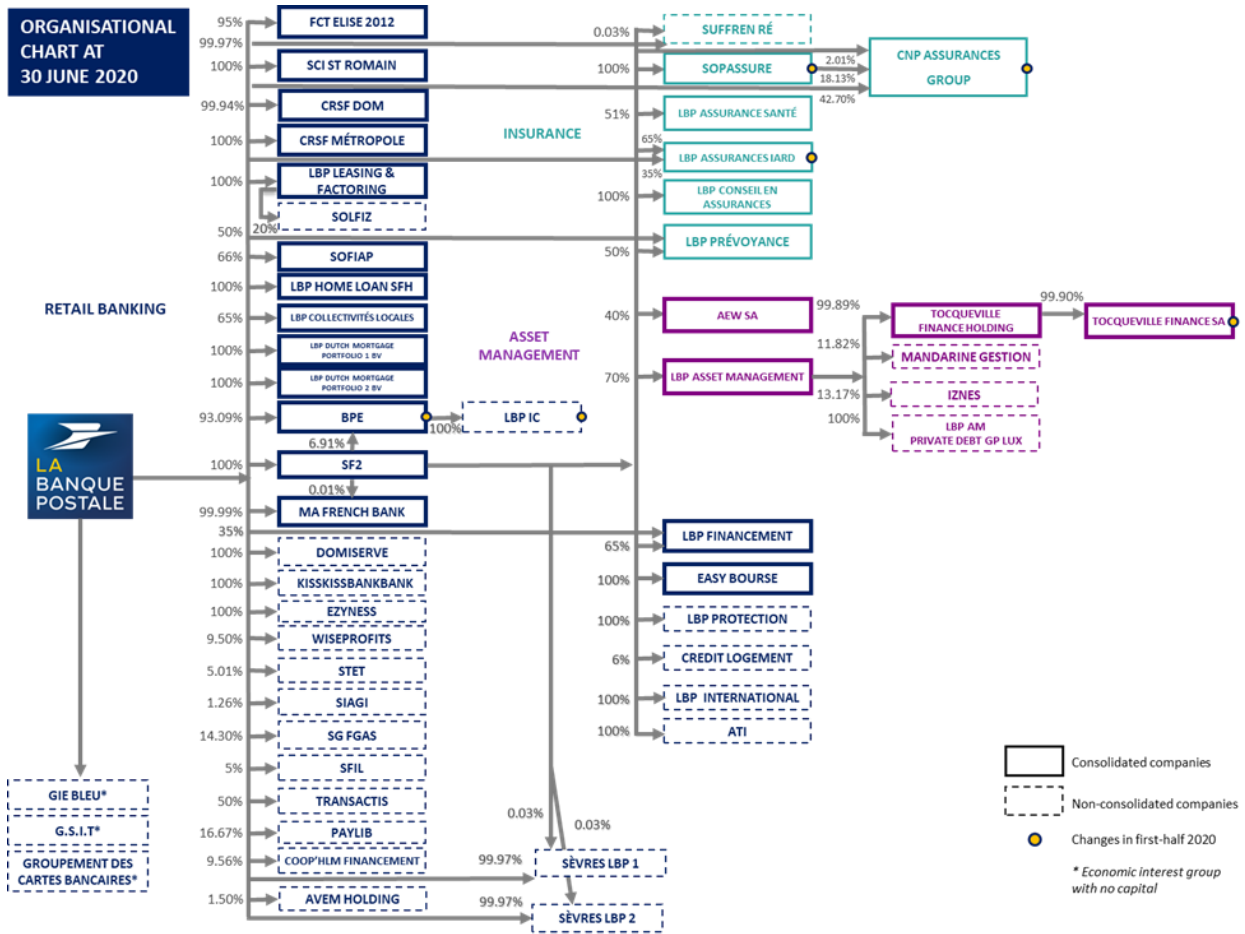 ORGANISATIONAL
CHART AT
30 JUNE 2020
RETAIL BANKING
LA
BANQUE
POSTALE
GIE BLEU*
G.S.I.T*
GROUPEMENT DES
CARTES BANCAIRES*
95%
FCT ELISE 2012
99.97%
100%
SCI ST ROMAIN
99.94%
CRSF DOM
100%
CRSF MÉTROPOLE
100%
LBP LEASING &
FACTORING
SOLFIZ
20%
50%
66%
SOFIAP
100%
LBP HOME LOAN SFH
65%
LBP COLLECTIVITÉS LOCALES
100%
LBP DUTCH MORTGAGE
PORTFOLIO 1 BV
100%
LBP DUTCH MORTGAGE
PORTFOLIO 2 BV
93.09%
BPE
100%
LBP IC
6.91%
100%
SF2
0.01%
99.99%
MA FRENCH BANK
35%
100%
DOMISERVE
100%
KISSKISSBANKBANK
100%
EZYNESS
9.50%
WISEPROFITS
5.01%
STET
1.26%
SIAGI
14.30%
SG FGAS
5%
SFIL
50%
TRANSACTIS
16.67%
PAYLIB
9.56%
COOP'HLM FINANCEMENT
1.50%
AVEM HOLDING
0.03%
0.03%
99.97%
SÈVRES LBP 1
99.97%
SÈVRES LBP 2
INSURANCE
0.03%
SUFFREN RÉ
100%
SOPASSURE
2.01%
18.13%
42.70%
CNP ASSURANCES
GROUP
51%
LBP ASSURANCE SANTÉ
65%
LBP ASSURANCES IARD
35%
100%
LBP CONSEIL EN
ASSURANCES
LBP PRÉVOYANCE
50%
ASSET
MANAGEMENT
40%
AEW SA
70%
LBP ASSET MANAGEMENT
99.89%
TOCQUEVILLE
FINANCE HOLDING
99.90%
TOCQUEVILLE FINANCE SA
11.82%
MANDARINE GESTION
13.17%
IZNES
100%
LBP AM
PRIVATE DEBT GP LUX
LBP FINANCEMENT
65%
100%
EASY BOURSE
100%
LBP PROTECTION
6%
CREDIT LOGEMENT
100%
LBP INTERNATIONAL
100%
ATI
Consolidated companies
Non-consolidated companies
Changes in first-half 2020
* Economic interest group
with no capital